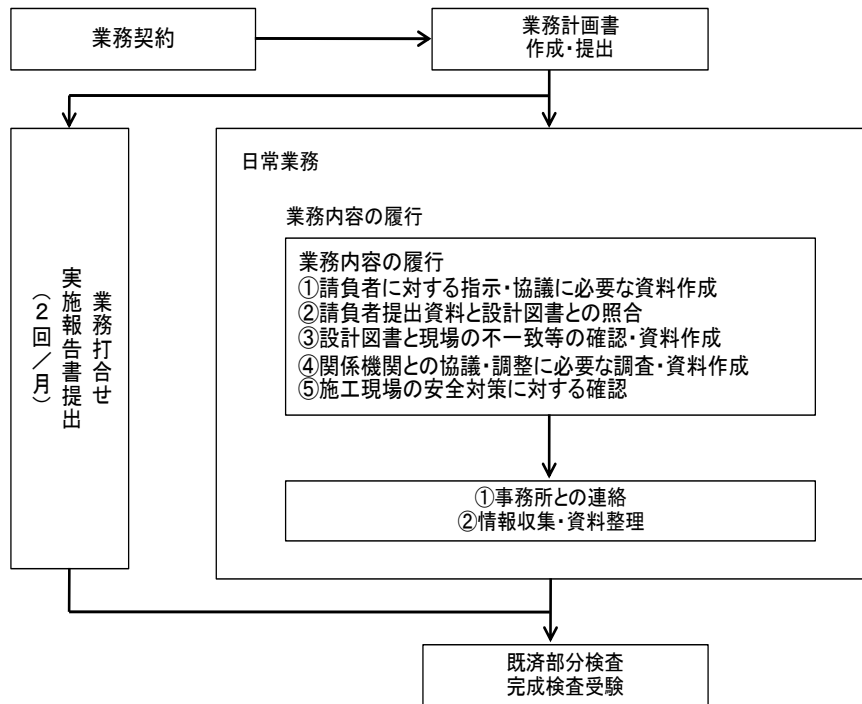 業務契約
業務計画書
作成・提出
業務打合せ
実施報告書提出
（２回／月）
日常業務
業務内容の履行
業務内容の履行
①請負者に対する指示・協議に必要な資料作成
②請負者提出資料と設計図書との照合
③設計図書と現場の不一致等の確認・資料作成
④関係機関との協議・調整に必要な調査・資料作成
⑤施工現場の安全対策に対する確認
①事務所との連絡
②情報収集・資料整理
既済部分検査
完成検査受験